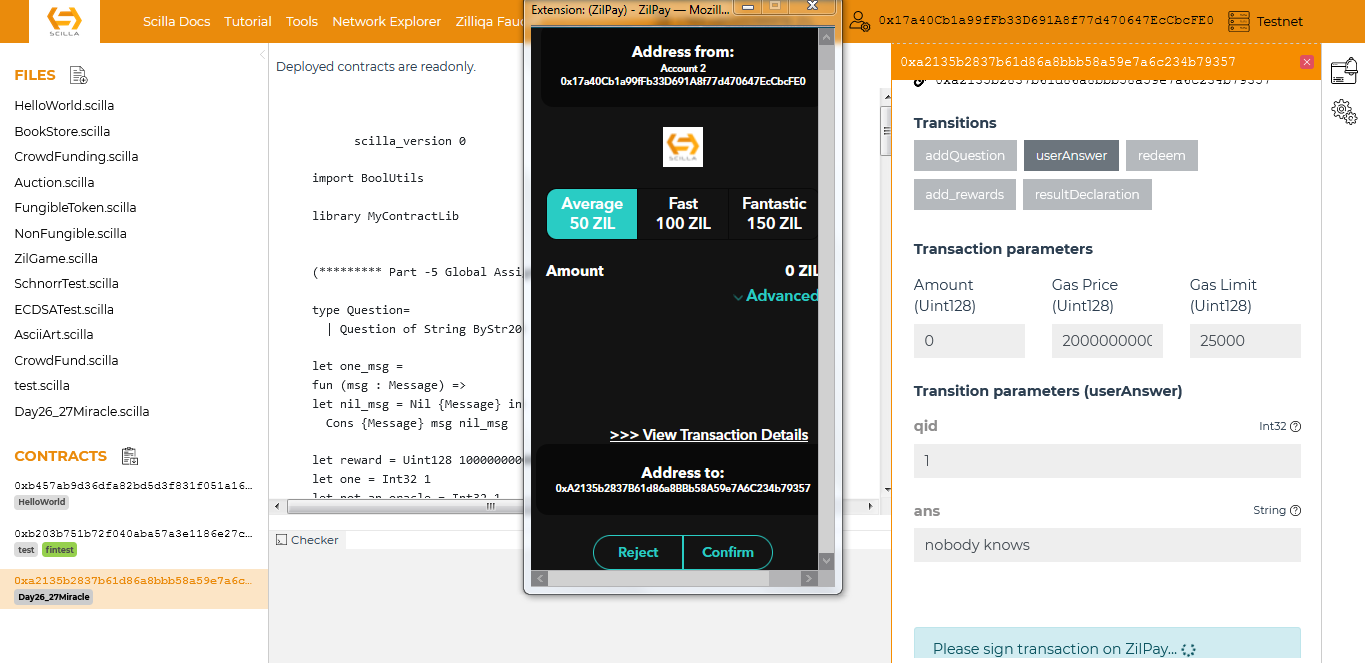 SCILLA
Scilla Docs
Tutorial
Tools
Network Explorer
Zilliqa Fauc
0x17a40Cb1a99fFb33D691A8f77d470647EcCbcFE0
Testnet
FILES
HelloWorld.scilla
BookStore.scilla
CrowdFunding.scilla
Auction.scilla
FungibleToken.scilla
NonFungible.scilla
ZilGame.scilla
SchnorrTest.scilla
ECDSATest.scilla
AsciiArt.scilla
CrowdFund.scilla
test.scilla
Day26_27Miracle.scilla
CONTRACTS
0xb457ab9d36dfa82bd5d3f831f051a16...
HelloWorld
0xb203b751b72f040aba57a3e1186e27c...
test fintest
0xa2135b2837b61d86a8bbb58a59e7a6c...
Day26_27Miracle
Deployed contracts are readonly.
scilla_version 0
import BoolUtils
library MyContractLib
(********* Part -5 Global Assig
type Question=
| Question of String ByStr20
let one_msg =
fun (msg : Message) =>
let nil_msg = Nil {Message} in
Cons {Message} msg nil_msg
let reward = Uint128 1000000000
let one = Int32 1
let not_an_oracle = Int32 1
Checker
Extension: (ZilPay) - ZilPay — Mozill...
Address from:
Account 2
0x17a40Cb1a99fFb33D691A8f77d470647EcCbcFE0
SCILLA
Average
50 ZIL
Fast
100 ZIL
Fantastic
150 ZIL
Amount
0 ZIL
Advanced
>>> View Transaction Details
Address to:
0xA2135b2837B61d86a8BBb58A59e7A6C234b79357
Reject
Confirm
0xa2135b2837b61d86a8bbb58a59e7a6c234b79357
0xa2135b2837b61d86a8bbb58a59e7a6c234b79357
Transitions
addQuestion
userAnswer
redeem
add_rewards
resultDeclaration
Transaction parameters
Amount
(Uint128)
Gas Price
(Uint128)
Gas Limit
(Uint128)
0
2000000000
25000
Transition parameters (userAnswer)
qid
Int32
1
ans
String
nobody knows
Please sign transaction on ZilPay...